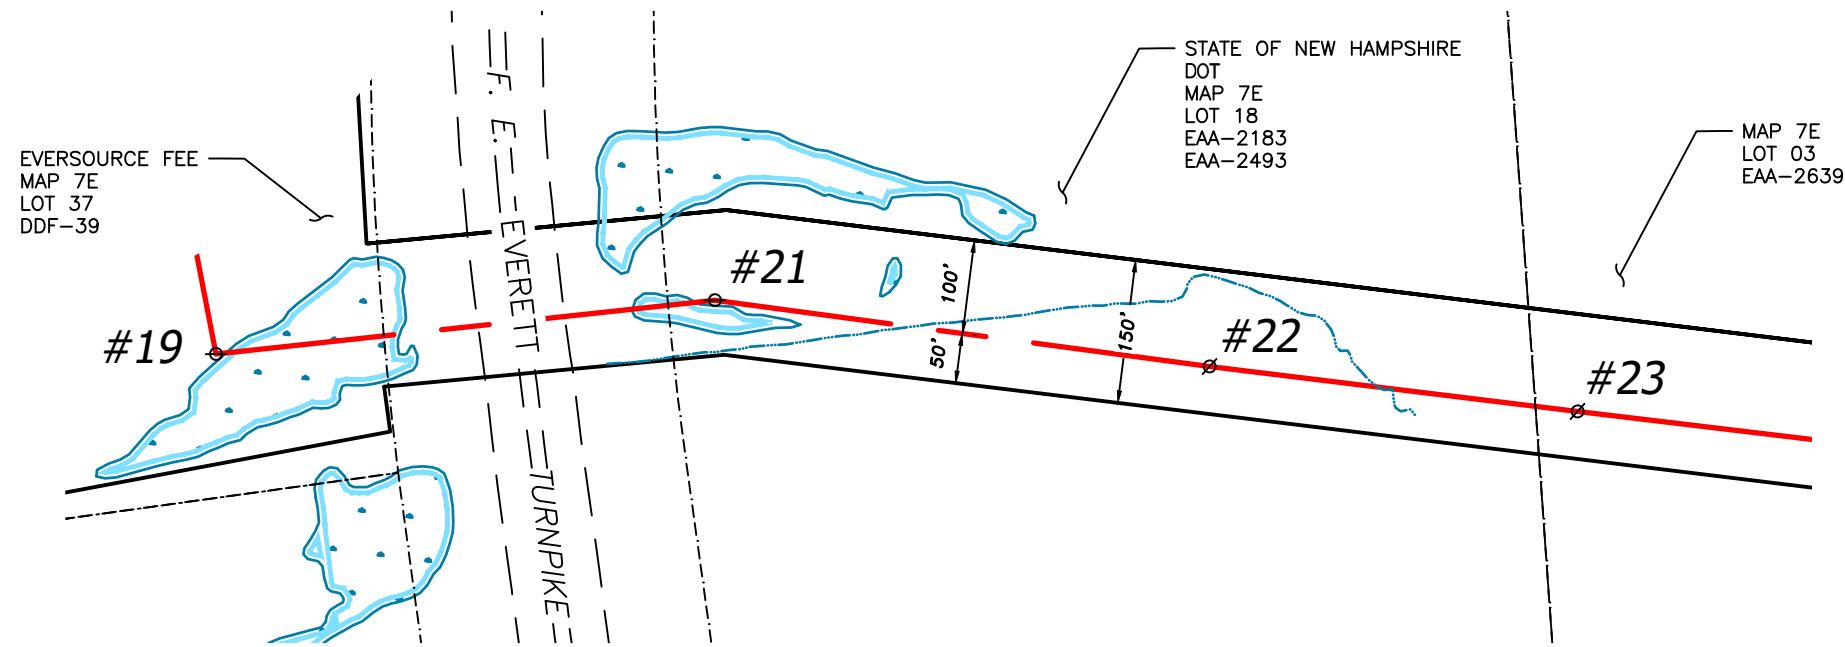 STATE OF NEW HAMPSHIRE
DOT
MAP 7E
LOT 18
EAA-2183
EAA-2493
MAP 7E
LOT 03
EAA-2639
EVERSOURCE FEE
MAP 7E
LOT 37
DDF-39
F. E. EVERETT TURNPIKE
#19
#21
100'
50'
150'
#22
#23